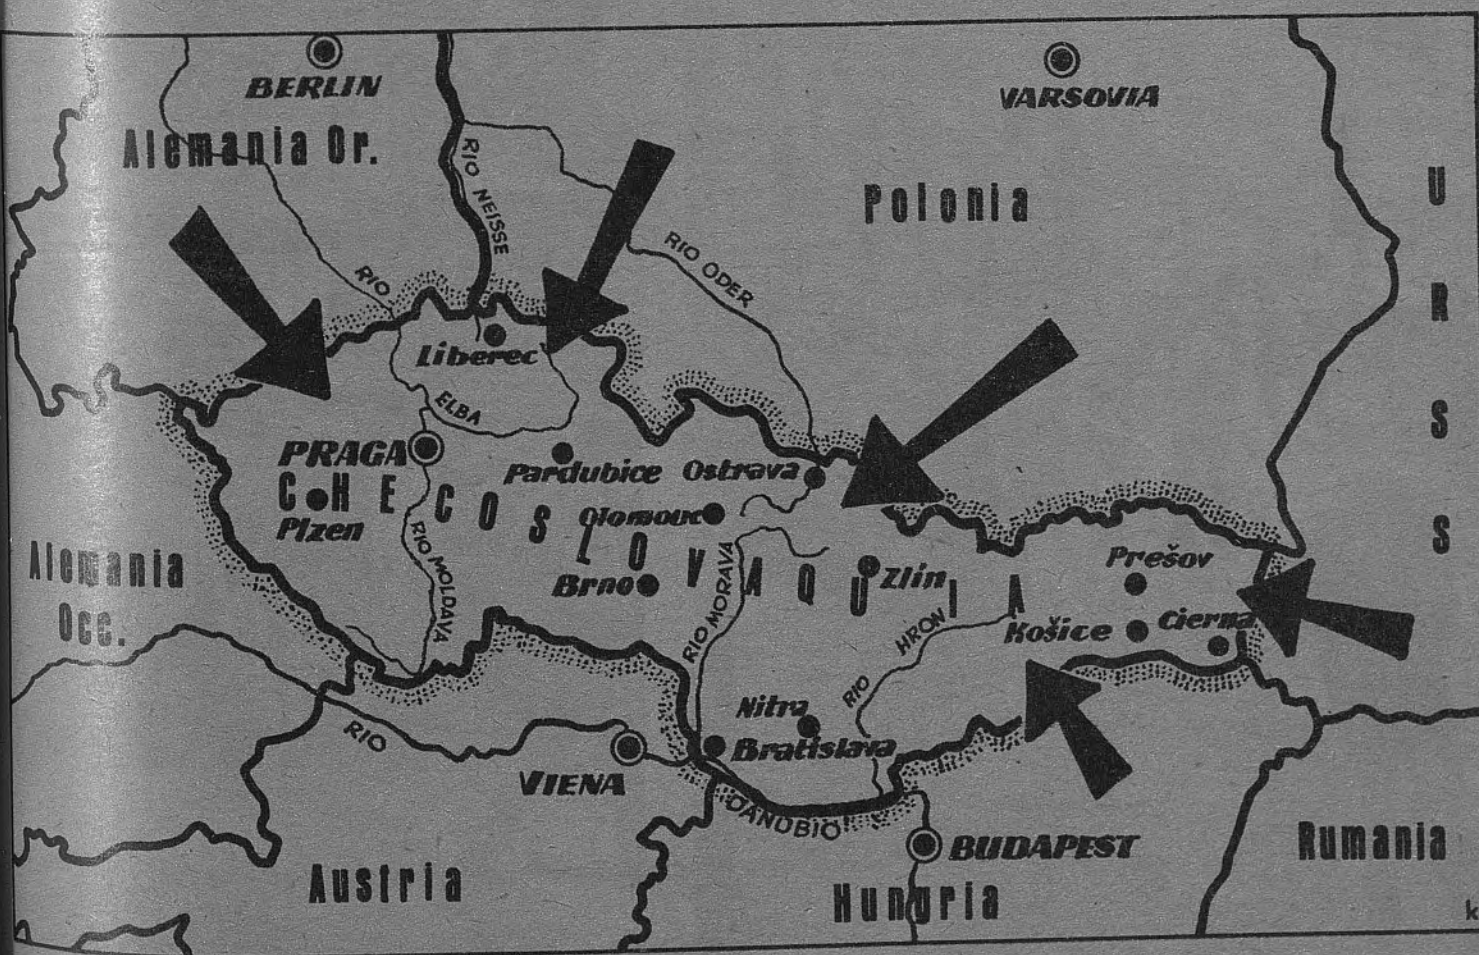 BERLIN
VARSOVIA
Alemania Or.
RIO NEISSE
Polonia
URSS
RIO ODER
RIO
Liberec
ELBA
PRAGA
Pardubice
Ostrava
CHECOSLOVAQUIA
Plzen
Olomouc
RIO MOLDAVA
Alemania
Occ.
Brno
RIO MORAVA
Zlin
Prešov
HRON
Košice
Cierna
RIO
Nitra
RIO
Bratislava
VIENA
DANUBIO
BUDAPEST
Rumania
Austria
Hungria
k